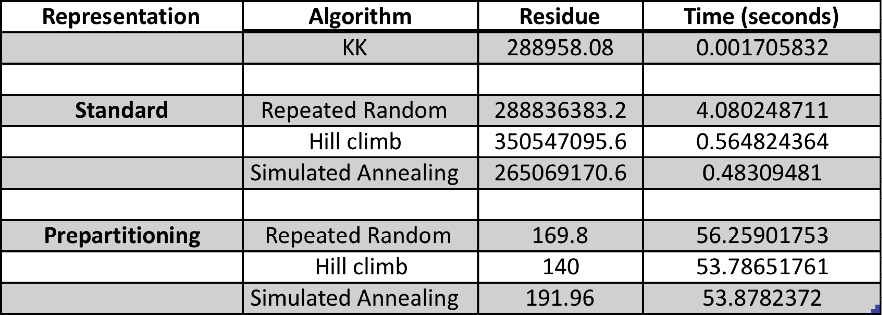 Representation Algorithm Residue Time (seconds)
KK 288958.08 0.001705832
Standard Repeated Random 288836383.2 4.080248711
Hill climb 350547095.6 0.564824364
Simulated Annealing 265069170.6 0.48309481
Prepartitioning Repeated Random 169.8 56.25901753
Hill climb 140 53.78651761
Simulated Annealing 191.96 53.8782372